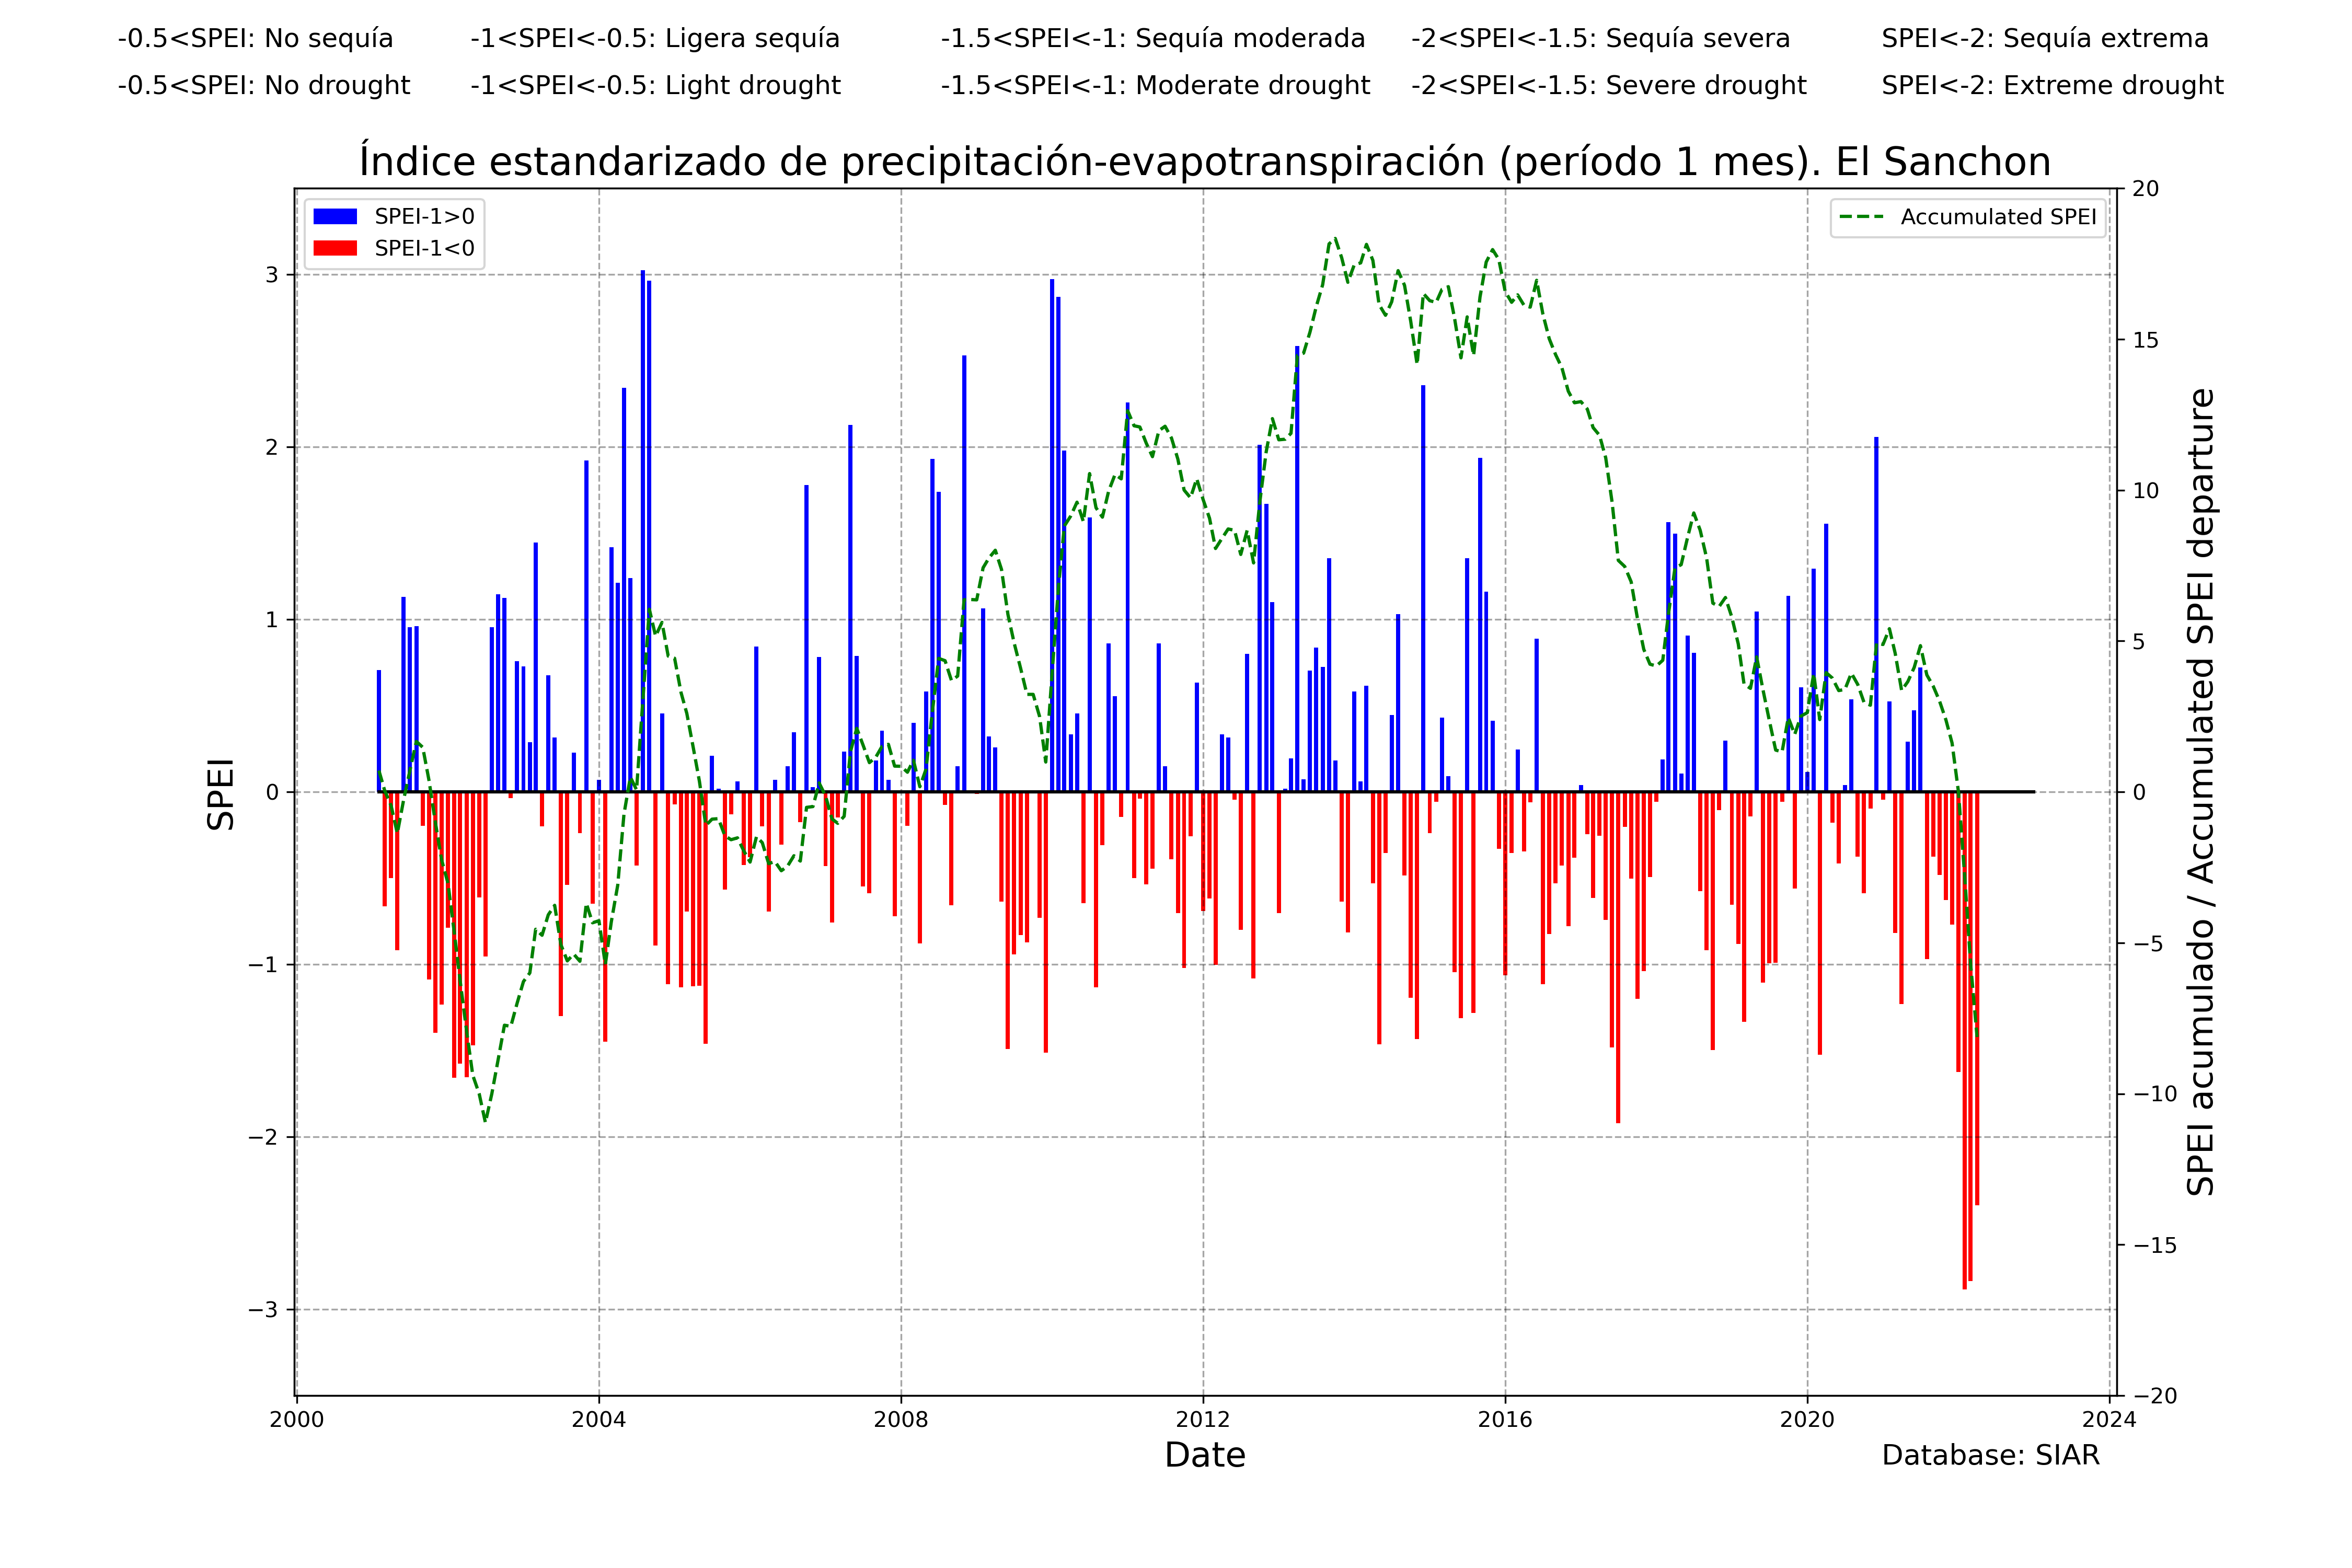 -0.5<SPEI: No sequía -1<SPEI<-0.5: Ligera sequía -1.5<SPEI<-1: Sequía moderada -2<SPEI<-1.5: Sequía severa SPEI<-2: Sequía extrema
-0.5<SPEI: No drought -1<SPEI<-0.5: Light drought -1.5<SPEI<-1: Moderate drought -2<SPEI<-1.5: Severe drought SPEI<-2: Extreme drought
Índice estandarizado de precipitación-evapotranspiración (período 1 mes). El Sanchon
SPEI-1>0
SPEI-1<0
Accumulated SPEI
SPEI
3
2
1
0
−1
−2
−3
20
15
10
5
0
−5
−10
−15
−20
SPEI acumulado / Accumulated SPEI departure
2000 2004 2008 2012 2016 2020 2024
Date
Database: SIAR